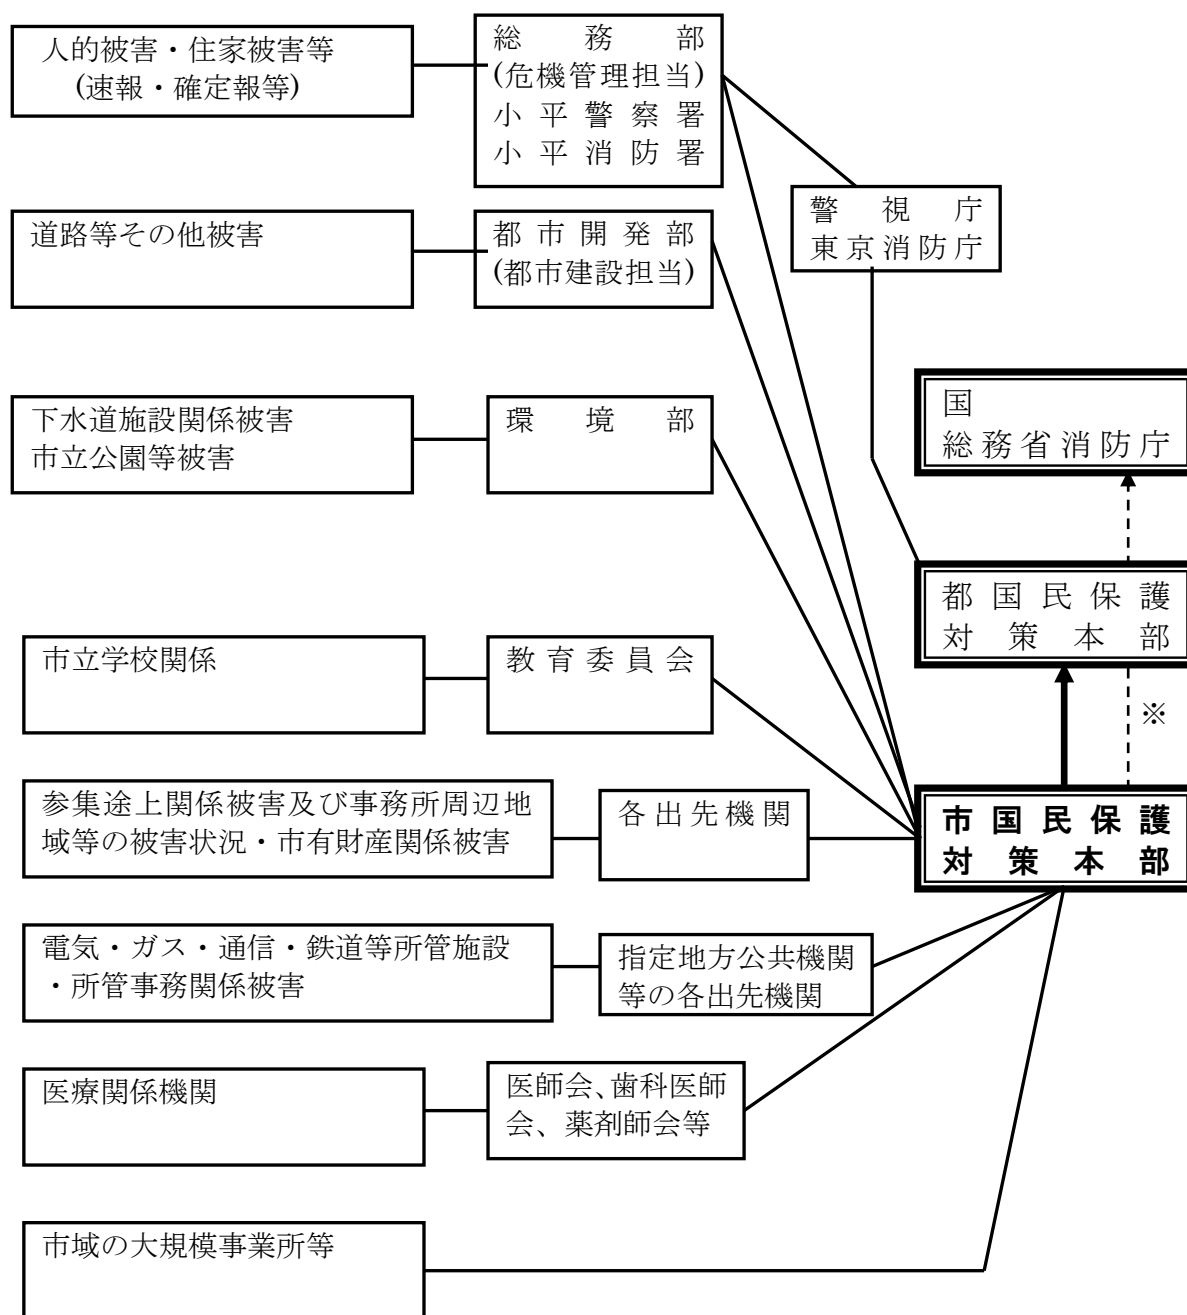 人的被害・住家被害等
(速報・確定報等)
総務部
(危機管理担当)
小平警察署
小平消防署
警視庁
東京消防庁
道路等その他被害
都市開発部
(都市建設担当)
国
総務省消防庁
下水道施設関係被害
市立公園等被害
環境部
都国民保護
対策本部
市立学校関係
教育委員会
※
参集途上関係被害及び事務所周辺地
域等の被害状況・市有財産関係被害
各出先機関
市国民保護
対策本部
電気・ガス・通信・鉄道等所管施設
・所管事務関係被害
指定地方公共機関
等の各出先機関
医療関係機関
医師会、歯科医師
会、薬剤師会等
市域の大規模事業所等